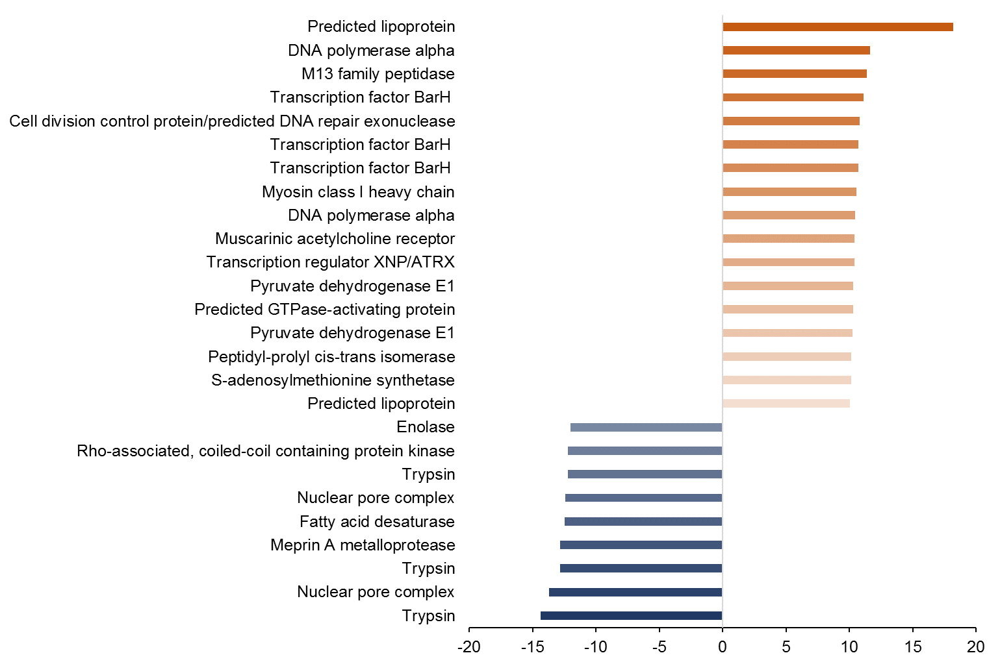 Predicted lipoprotein
DNA polymerase alpha
M13 family peptidase
Transcription factor BarH
Cell division control protein/predicted DNA repair exonuclease
Transcription factor BarH
Transcription factor BarH
Myosin class I heavy chain
DNA polymerase alpha
Muscarinic acetylcholine receptor
Transcription regulator XNP/ATRX
Pyruvate dehydrogenase E1
Predicted GTPase-activating protein
Pyruvate dehydrogenase E1
Peptidyl-prolyl cis-trans isomerase
S-adenosylmethionine synthetase
Predicted lipoprotein
Enolase
Rho-associated, coiled-coil containing protein kinase
Trypsin
Nuclear pore complex
Fatty acid desaturase
Meprin A metalloprotease
Trypsin
Nuclear pore complex
Trypsin
-20 -15 -10 -5 0 5 10 15 20